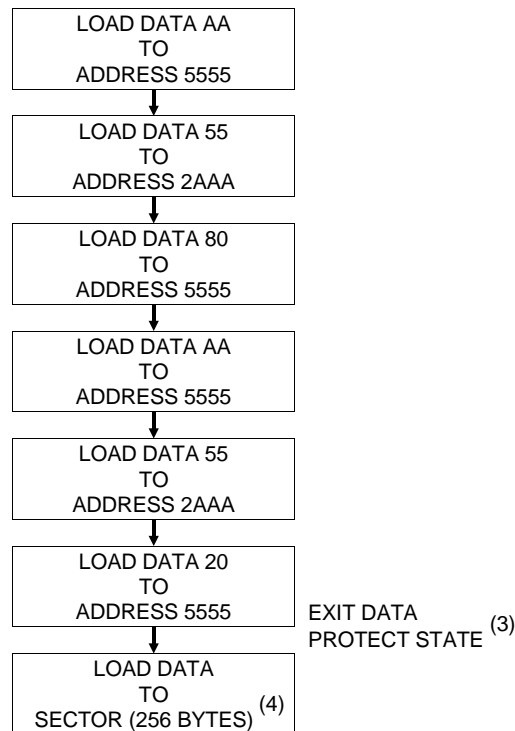 LOAD DATA AA
TO
ADDRESS 5555
LOAD DATA 55
TO
ADDRESS 2AAA
LOAD DATA 80
TO
ADDRESS 5555
LOAD DATA AA
TO
ADDRESS 5555
LOAD DATA 55
TO
ADDRESS 2AAA
LOAD DATA 20
TO
ADDRESS 5555
EXIT DATA
PROTECT STATE (3)
LOAD DATA
TO
SECTOR (256 BYTES) (4)